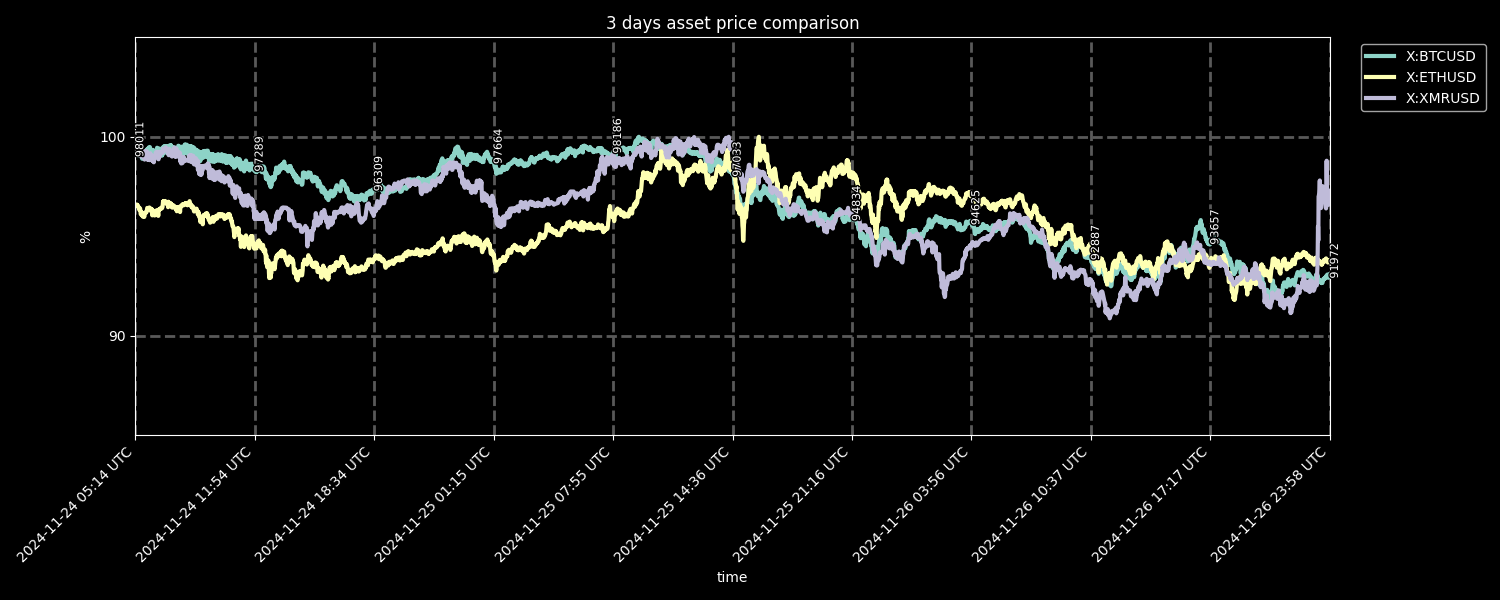 3 days asset price comparison
X:BTCUSD
X:ETHUSD
X:XMRUSD
100
90
%
98011
97289
96309
97664
98186
97033
94834
94625
92887
93657
91972
2024-11-24 05:14 UTC
2024-11-24 11:54 UTC
2024-11-24 18:34 UTC
2024-11-25 01:15 UTC
2024-11-25 07:55 UTC
2024-11-25 14:36 UTC
2024-11-25 21:16 UTC
2024-11-26 03:56 UTC
2024-11-26 10:37 UTC
2024-11-26 17:17 UTC
2024-11-26 23:58 UTC
time